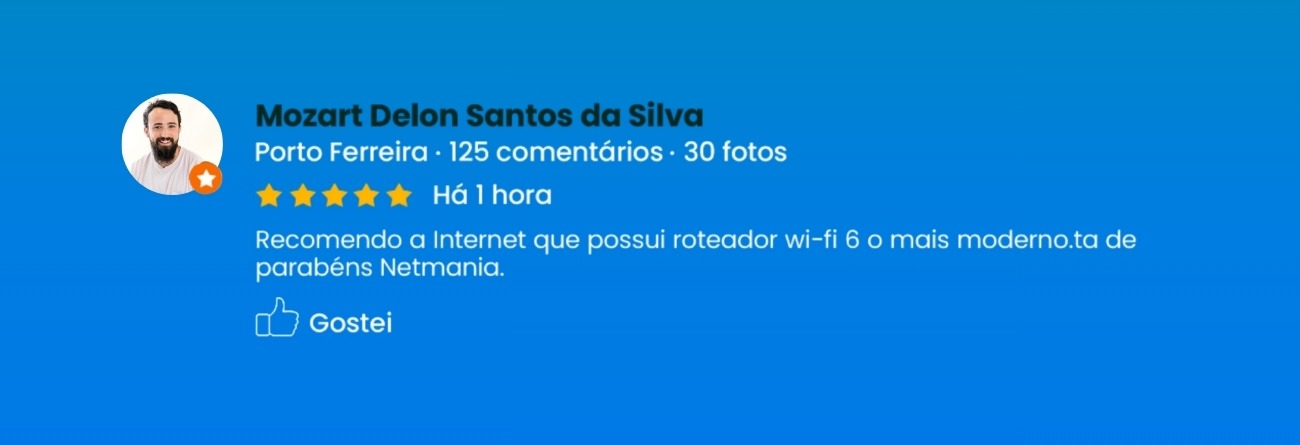 Mozart Delon Santos da Silva
Porto Ferreira · 125 comentários · 30 fotos
Há 1 hora
Recomendo a Internet que possui roteador wi-fi 6 o mais moderno.ta de
parabéns Netmania.
Gostei